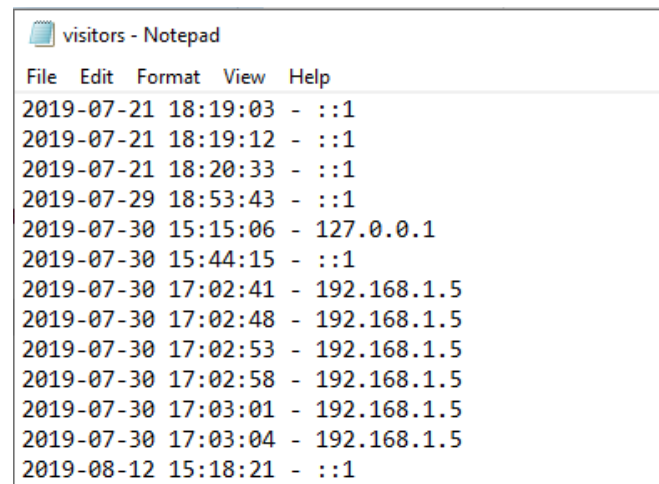 visitors - Notepad
File Edit Format View Help
2019-07-21 18:19:03 - ::1
2019-07-21 18:19:12 - ::1
2019-07-21 18:20:33 - ::1
2019-07-29 18:53:43 - ::1
2019-07-30 15:15:06 - 127.0.0.1
2019-07-30 15:44:15 - ::1
2019-07-30 17:02:41 - 192.168.1.5
2019-07-30 17:02:48 - 192.168.1.5
2019-07-30 17:02:53 - 192.168.1.5
2019-07-30 17:02:58 - 192.168.1.5
2019-07-30 17:03:01 - 192.168.1.5
2019-07-30 17:03:04 - 192.168.1.5
2019-08-12 15:18:21 - ::1